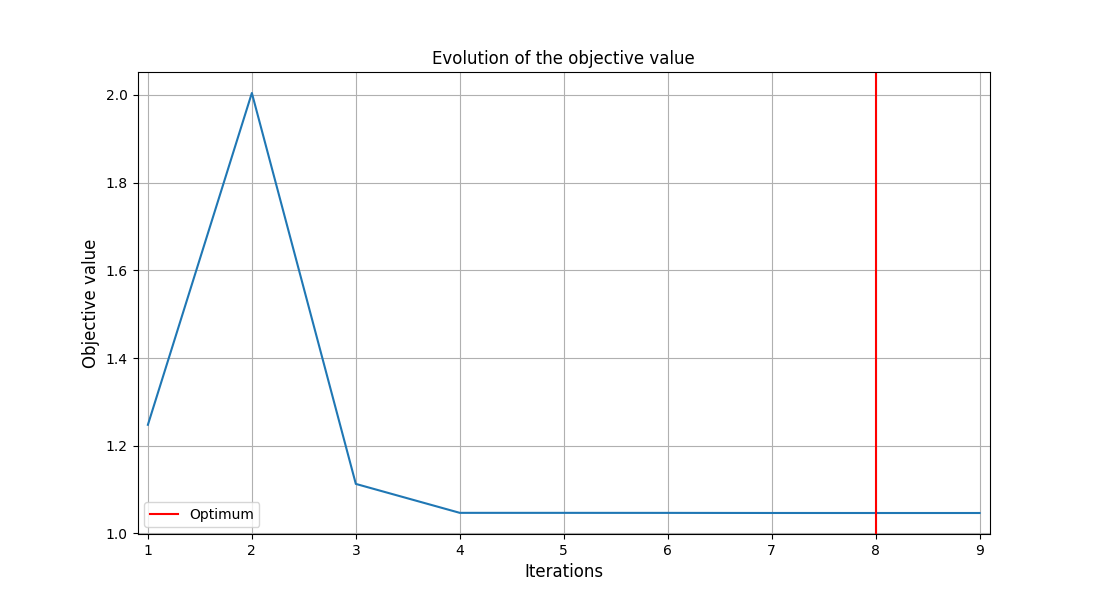 Evolution of the objective value
Objective value
2.0
1.8
1.6
1.4
1.2
1.0
Optimum
1 2 3 4 5 6 7 8 9
Iterations